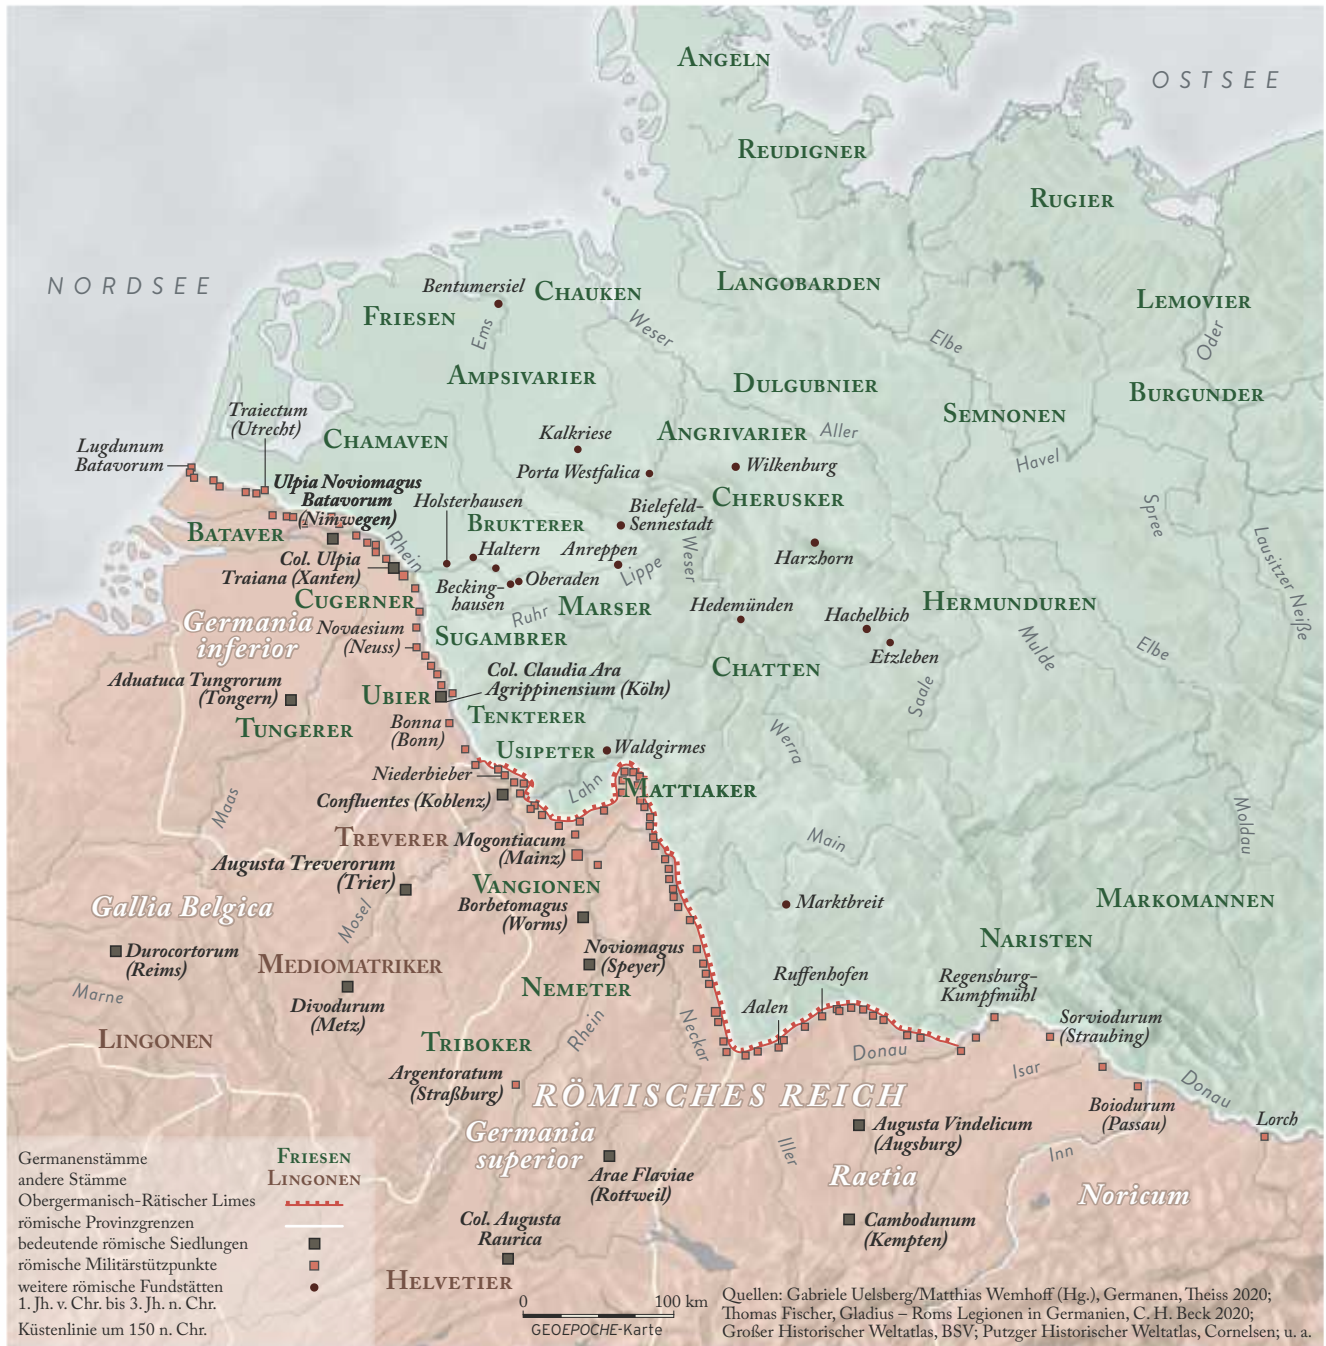 ANGELN
OSTSEE
REUDIGNER
RUGIER
NORDSEE
Bentumersiel
CHAUKEN
LANGOBARDEN
LEMOVIER
FRIESEN
Ems
Weser
Elbe
Oder
AMPSIVARIER
DULGUBNIER
BURGUNDER
SEMNONEN
Traiectum
(Utrecht)
CHAMAVEN
Kalkriese
ANGRIVARIER
Aller
Lugdunum
Batavorum
Porta Westfalica
Wilkenburg
Havel
Ulpia Noviomagus
Batavorum
(Nimwegen)
Holsterhausen
CHERUSKER
Bielefeld-
Sennestadt
Spree
BATAVER
BRUKTERER
Rhein
Haltern
Anreppen
Weser
Harzhorn
Lausitzer Neiße
Col. Ulpia
Traiana (Xanten)
Becking-
hausen
Oberaden
Lippe
CUGERNER
Ruhr
MARSER
Hedemünden
Hachelbich
HERMUNDUREN
Germania
inferior
Novaesium
(Neuss)
SUGAMBRER
Etzleben
Mulde
Elbe
Aduatuca Tungrorum
(Tongern)
UBIER
Col. Claudia Ara
Agrippinensium (Köln)
CHATTEN
Saale
TUNGERER
Bonna
(Bonn)
TENKTERER
Werra
USIPETER
Waldgirmes
Niederbieber
Lahn
MATTIAKER
Maas
Confluentes (Koblenz)
Moldau
TREVERER
Mogontiacum
(Mainz)
Main
Augusta Treverorum
(Trier)
VANGIONEN
Gallia Belgica
Mosel
Borbetomagus
(Worms)
Marktbreit
MARKOMANNEN
Durocortorum
(Reims)
MEDIOMATRIKER
Noviomagus
(Speyer)
NARISTEN
Marne
Divodurum
(Metz)
NEMETER
Ruffenhofen
Regensburg-
Kumpfmühl
Aalen
LINGONEN
TRIBOKER
Rhein
Neckar
Donau
Sorviodurum
(Straubing)
Argentoratum
(Straßburg)
RÖMISCHES REICH
Isar
Donau
Boiodurum
(Passau)
Lorch
Germania
superior
Augusta Vindelicum
(Augsburg)
Iller
Inn
Arae Flaviae
(Rottweil)
Raetia
Noricum
Col. Augusta
Raurica
Cambodunum
(Kempten)
HELVETIER
Germanenstämme FRIESEN
andere Stämme LINGONEN
Obergermanisch-Rätischer Limes
römische Provinzgrenzen
bedeutende römische Siedlungen
römische Militärstützpunkte
weitere römische Fundstätten
1. Jh. v. Chr. bis 3. Jh. n. Chr.
Küstenlinie um 150 n. Chr.
0 100 km
GEOEPOCHE-Karte
Quellen: Gabriele Uelsberg/Matthias Wemhoff (Hg.), Germanen, Theiss 2020;
Thomas Fischer, Gladius – Roms Legionen in Germanien, C. H. Beck 2020;
Großer Historischer Weltatlas, BSV; Putzger Historischer Weltatlas, Cornelsen; u. a.